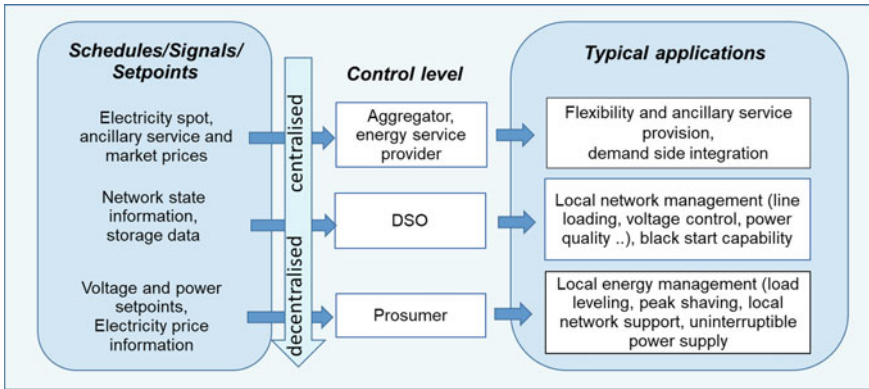 Schedules/Signals/
Setpoints
Control level
Typical applications
Electricity spot,
ancillary service and
market prices
centralised
Aggregator,
energy service
provider
Flexibility and ancillary service
provision,
demand side integration
Network state
information,
storage data
DSO
Local network management (line
loading, voltage control, power
quality ..), black start capability
Voltage and power
setpoints,
Electricity price
information
decentralised
Prosumer
Local energy management (load
leveling, peak shaving, local
network support, uninterruptible
power supply